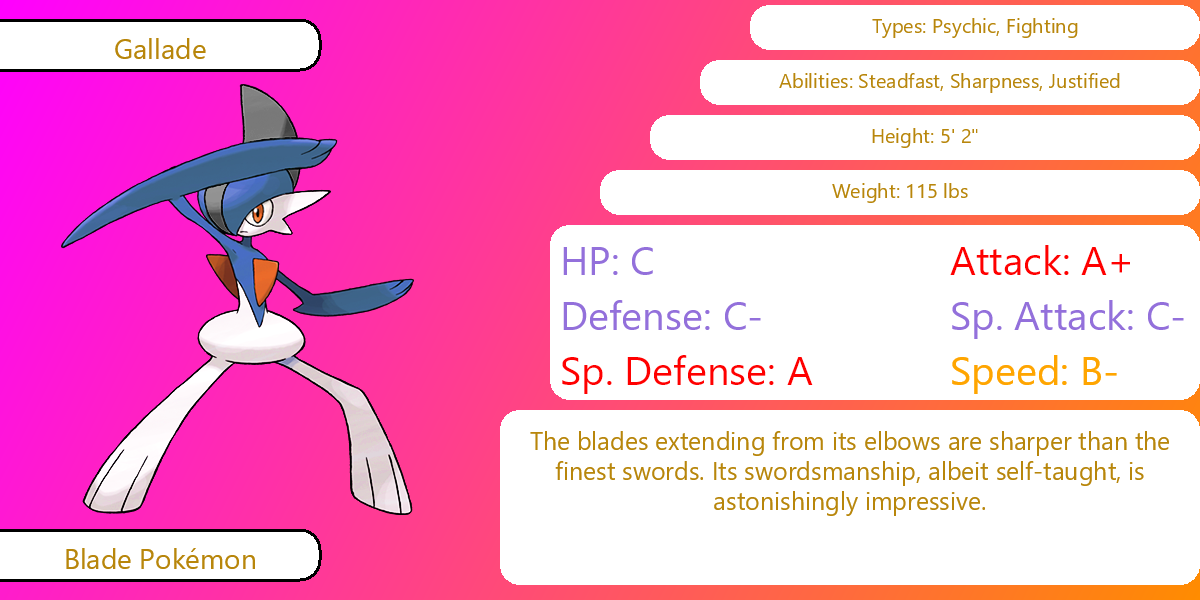 Gallade
Types: Psychic, Fighting
Abilities: Steadfast, Sharpness, Justified
Height: 5' 2"
Weight: 115 lbs
HP: C
Attack: A+
Defense: C-
Sp. Attack: C-
Sp. Defense: A
Speed: B-
The blades extending from its elbows are sharper than the
finest swords. Its swordsmanship, albeit self-taught, is
astonishingly impressive.
Blade Pokémon